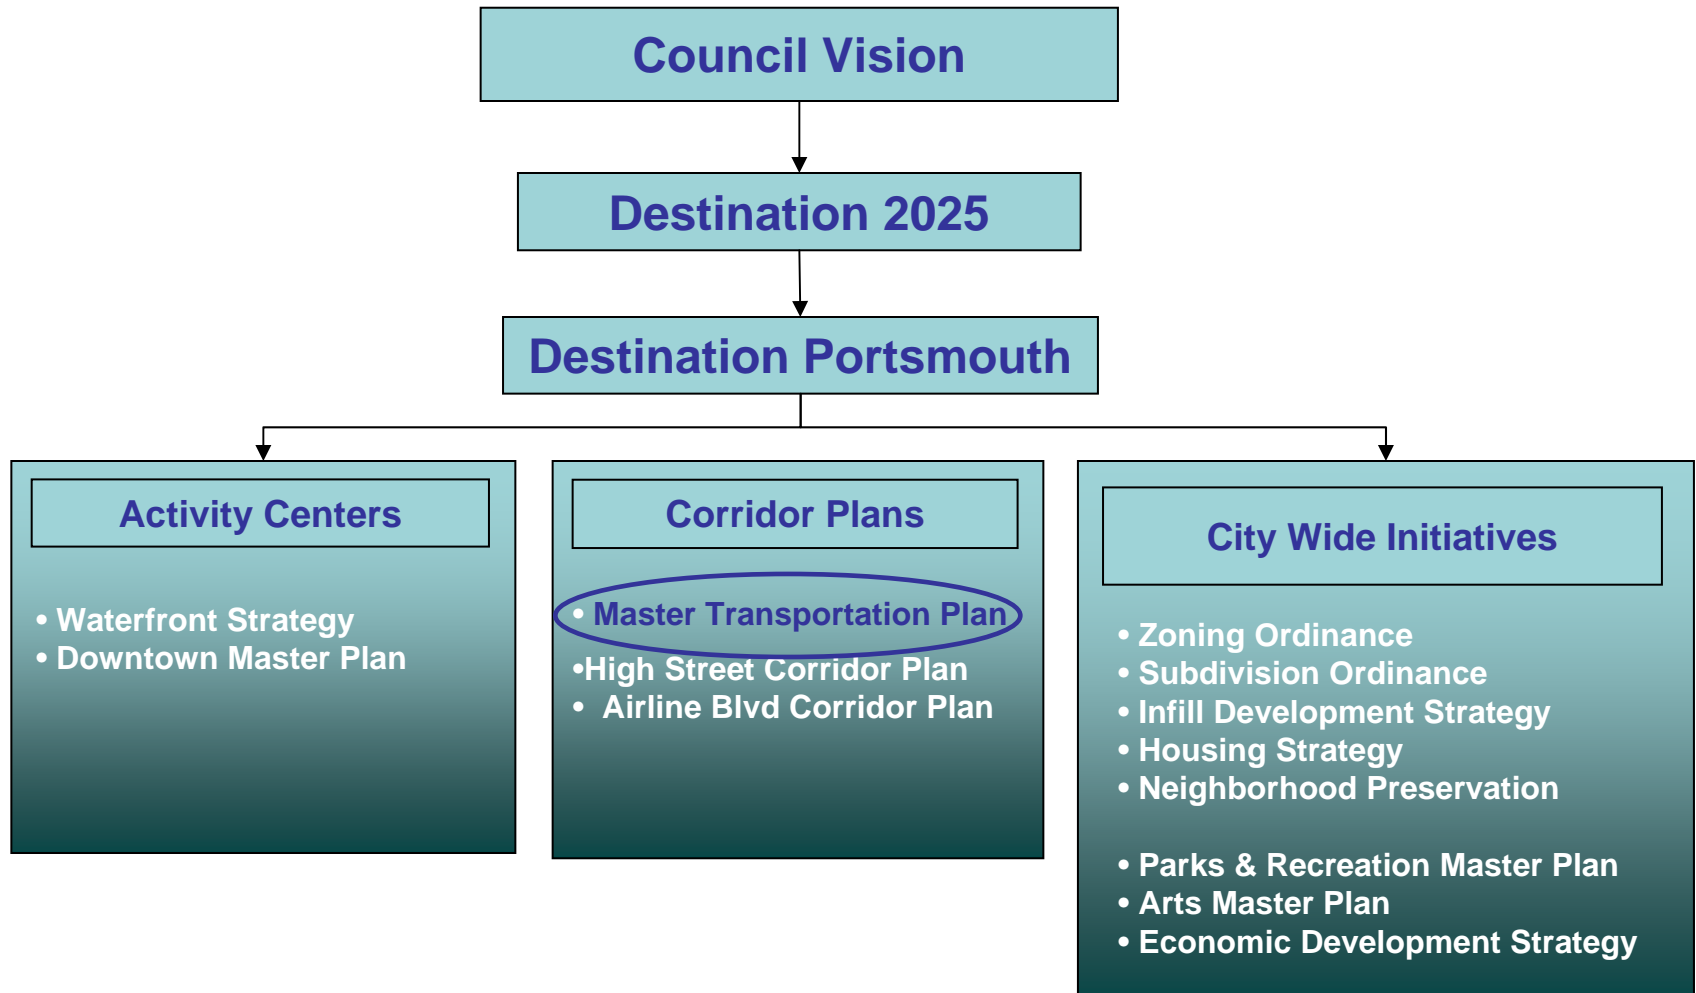 Council Vision
Destination 2025
Destination Portsmouth
Activity Centers
• Waterfront Strategy
• Downtown Master Plan
Corridor Plans
• Master Transportation Plan
•High Street Corridor Plan
• Airline Blvd Corridor Plan
City Wide Initiatives
• Zoning Ordinance
• Subdivision Ordinance
• Infill Development Strategy
• Housing Strategy
• Neighborhood Preservation
• Parks & Recreation Master Plan
• Arts Master Plan
• Economic Development Strategy